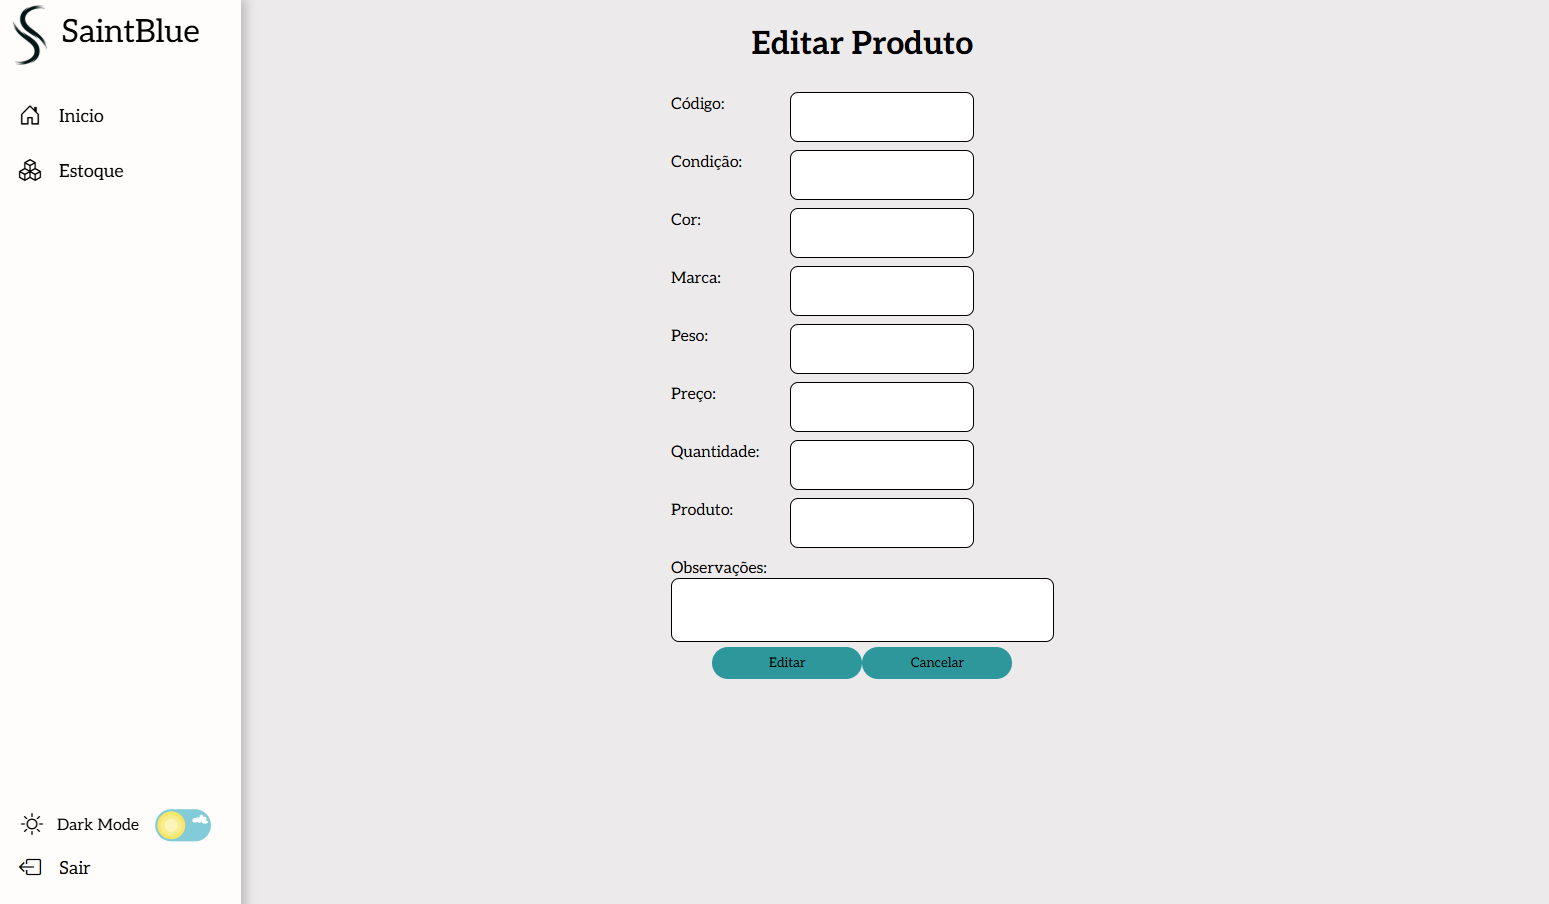 SaintBlue
Inicio
Estoque
Dark Mode
Sair
Editar Produto
Código:
Condição:
Cor:
Marca:
Peso:
Preço:
Quantidade:
Produto:
Observações:
Editar
Cancelar